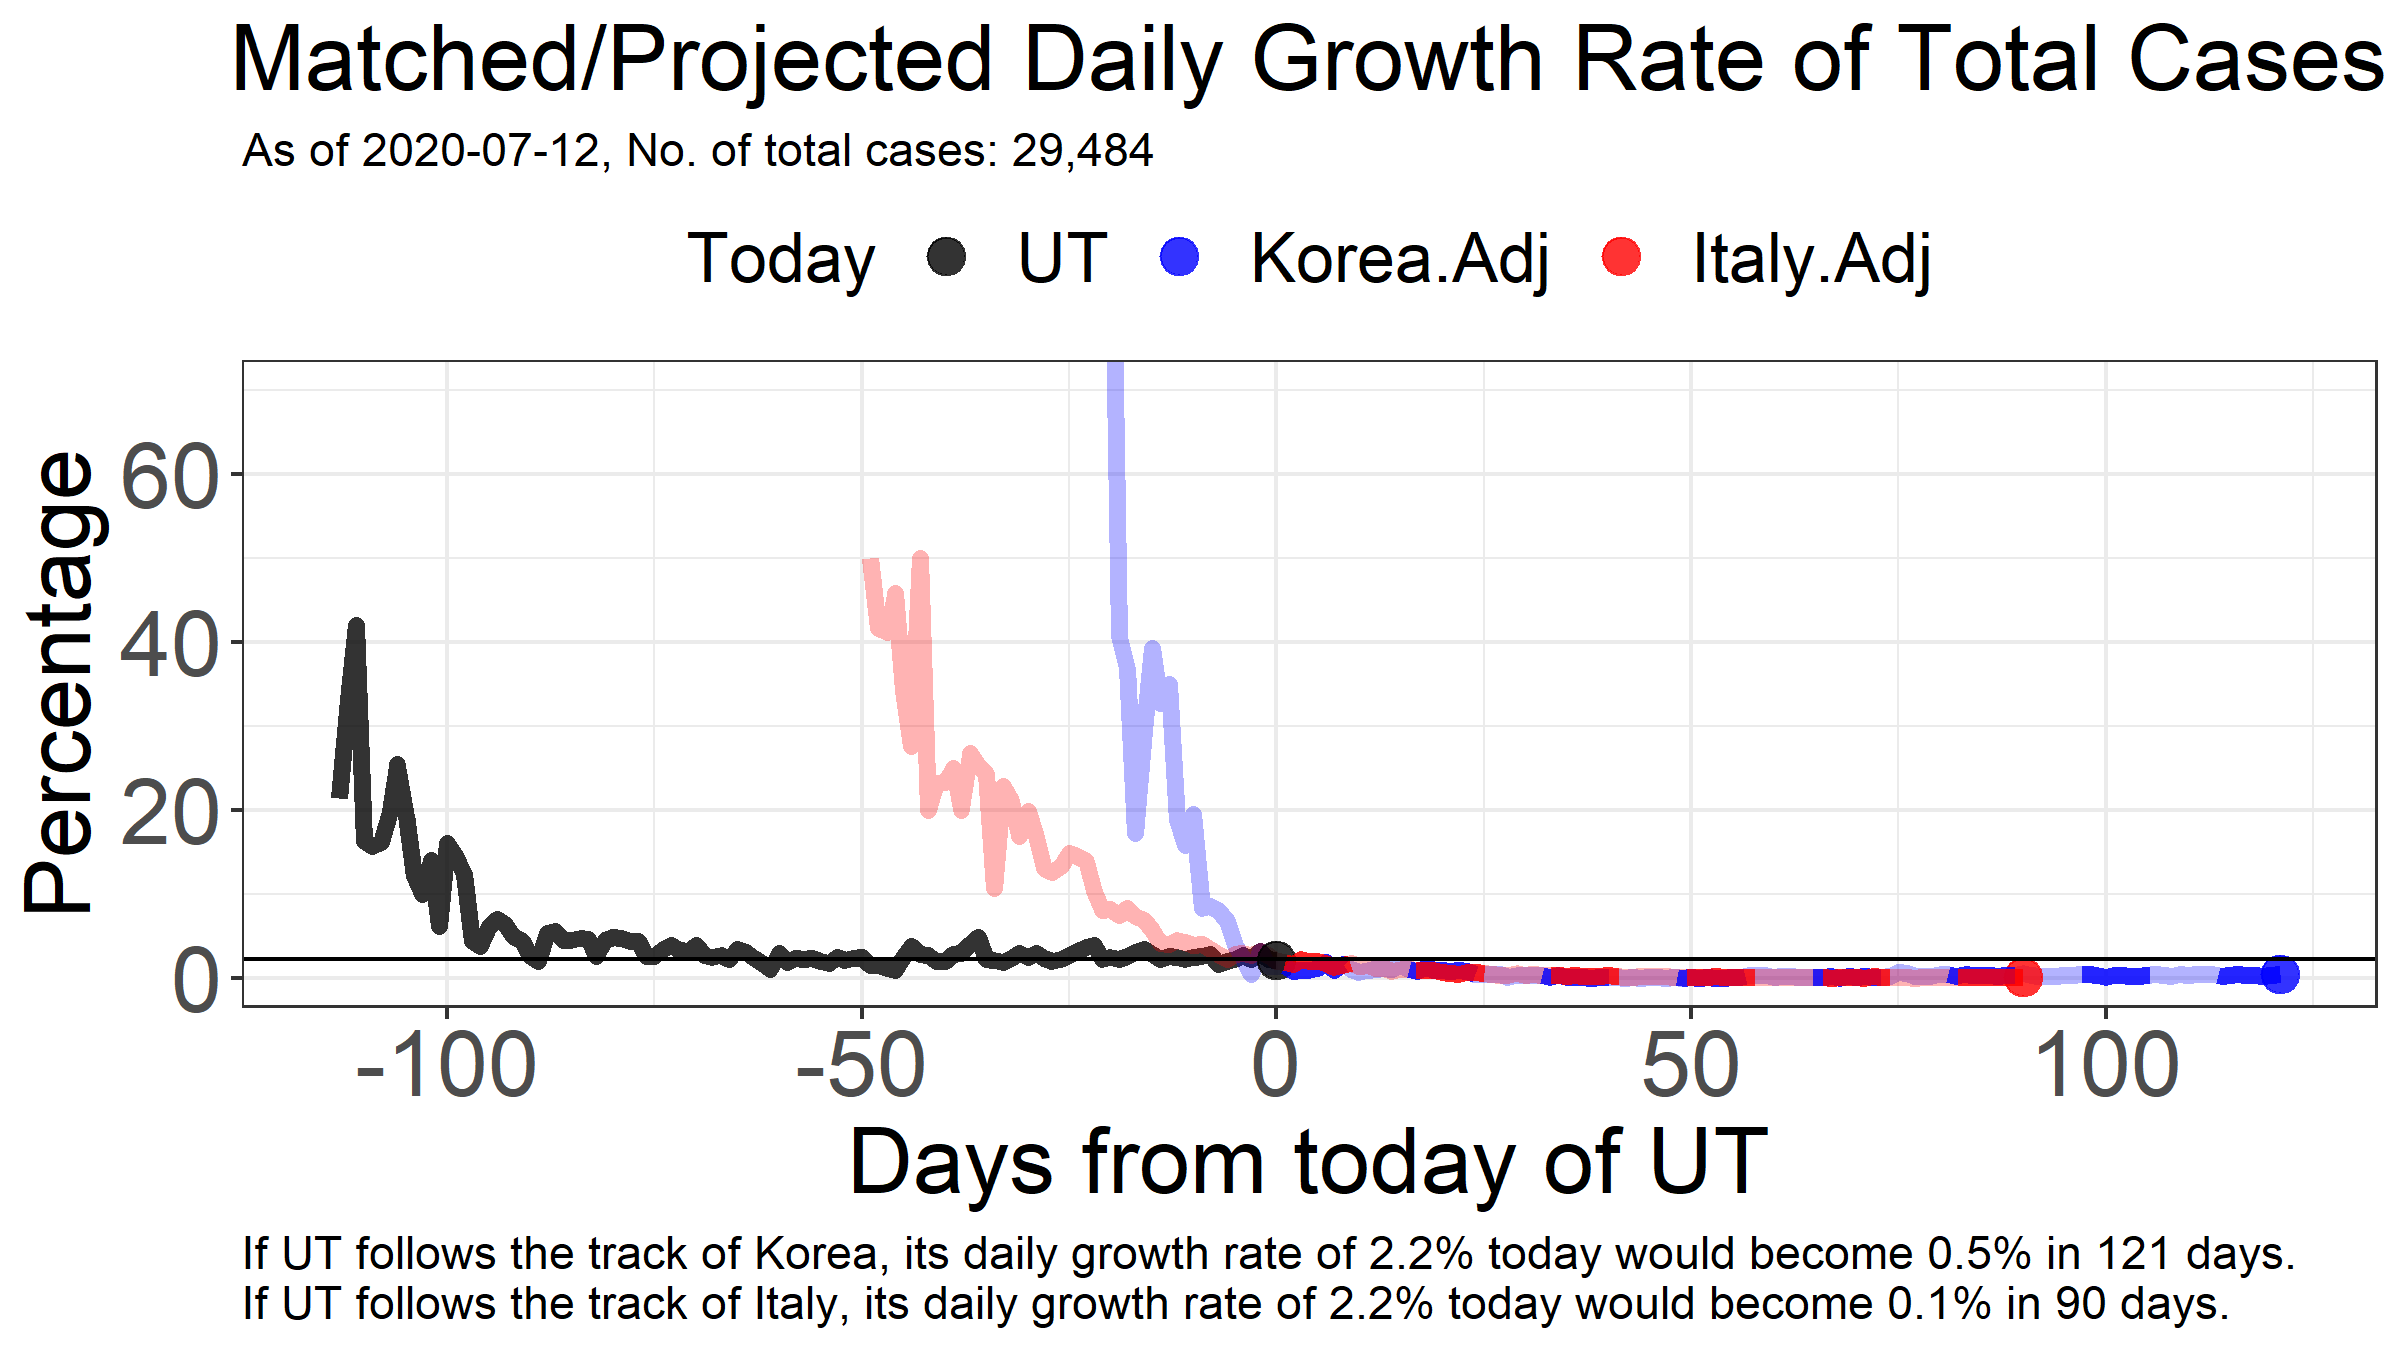 Matched/Projected Daily Growth Rate of Total Cases
As of 2020-07-12, No. of total cases: 29,484
Today UT Korea.Adj Italy.Adj
Percentage
60
40
20
0
-100 -50 0 50 100
Days from today of UT
If UT follows the track of Korea, its daily growth rate of 2.2% today would become 0.5% in 121 days.
If UT follows the track of Italy, its daily growth rate of 2.2% today would become 0.1% in 90 days.